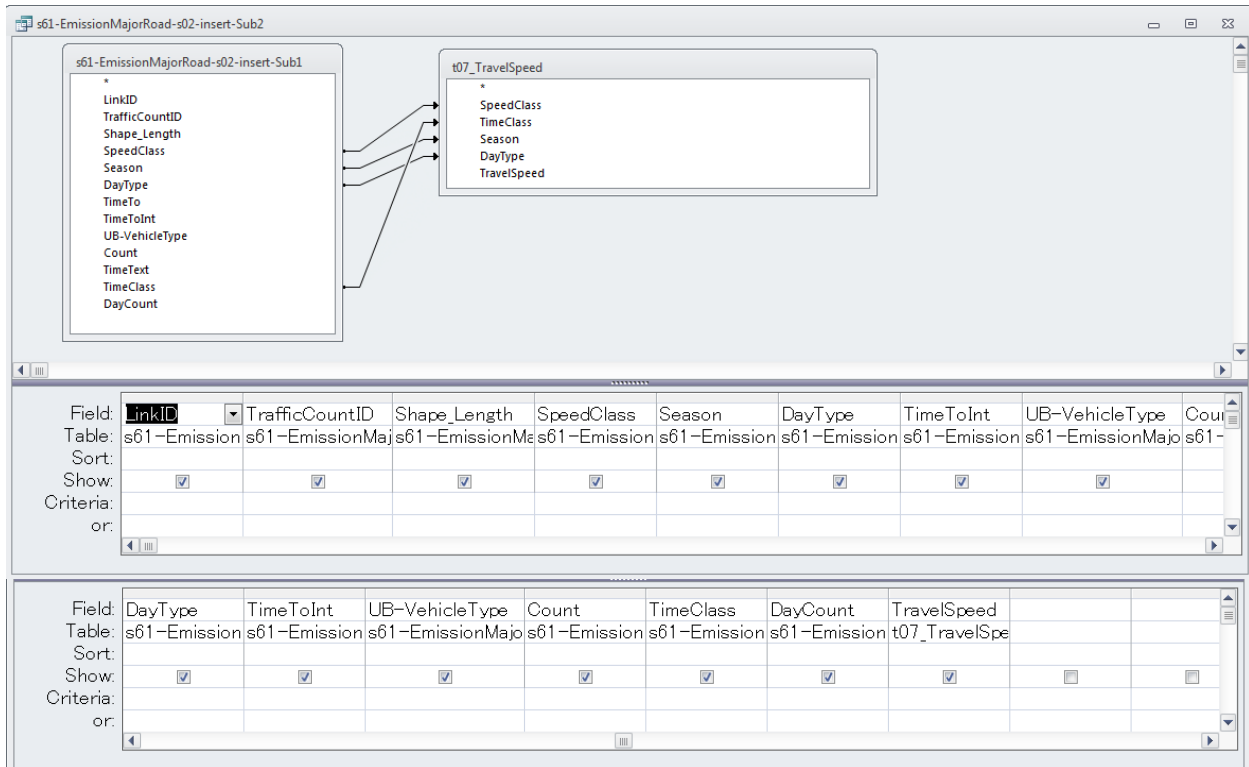 s61-EmissionMajorRoad-s02-insert-Sub2
s61-EmissionMajorRoad-s02-insert-Sub1
*
LinkID
TrafficCountID
Shape_Length
SpeedClass
Season
DayType
TimeTo
TimeToInt
UB-VehicleType
Count
TimeText
TimeClass
DayCount
t07_TravelSpeed
*
SpeedClass
TimeClass
Season
DayType
TravelSpeed
Field: LinkID TrafficCountID Shape_Length SpeedClass Season DayType TimeToInt UB-VehicleType Cour
Table: s61-Emission s61-EmissionMaj s61-EmissionMa s61-Emission s61-Emission s61-Emission s61-Emission s61-EmissionMajo s61-
Sort:
Show:
Criteria:
or:
Field: DayType TimeToInt UB-VehicleType Count TimeClass DayCount TravelSpeed
Table: s61-Emission s61-Emission s61-EmissionMajo s61-Emission s61-Emission s61-Emission t07_TravelSpe
Sort:
Show:
Criteria:
or: